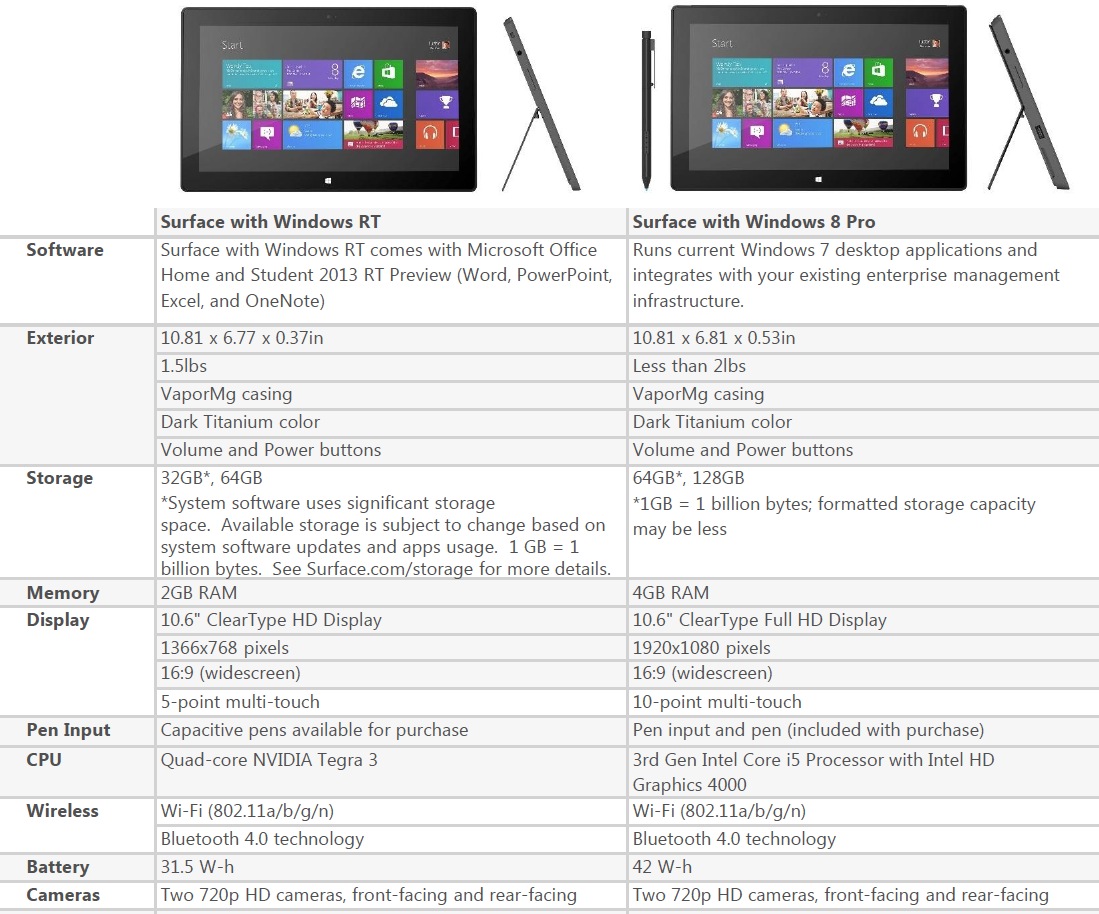 Start
Start
Surface with Windows RT
Surface with Windows 8 Pro
Software
Surface with Windows RT comes with Microsoft Office
Home and Student 2013 RT Preview (Word, PowerPoint,
Excel, and OneNote)
Runs current Windows 7 desktop applications and
integrates with your existing enterprise management
infrastructure.
Exterior
10.81 x 6.77 x 0.37in
10.81 x 6.81 x 0.53in
1.5lbs
Less than 2lbs
VaporMg casing
VaporMg casing
Dark Titanium color
Dark Titanium color
Volume and Power buttons
Volume and Power buttons
Storage
32GB*, 64GB
*System software uses significant storage
space.  Available storage is subject to change based on
system software updates and apps usage.  1 GB = 1
billion bytes.  See Surface.com/storage for more details.
64GB*, 128GB
*1GB = 1 billion bytes; formatted storage capacity
may be less
Memory
2GB RAM
4GB RAM
Display
10.6" ClearType HD Display
10.6" ClearType Full HD Display
1366x768 pixels
1920x1080 pixels
16:9 (widescreen)
16:9 (widescreen)
5-point multi-touch
10-point multi-touch
Pen Input
Capacitive pens available for purchase
Pen input and pen (included with purchase)
CPU
Quad-core NVIDIA Tegra 3
3rd Gen Intel Core i5 Processor with Intel HD
Graphics 4000
Wireless
Wi-Fi (802.11a/b/g/n)
Wi-Fi (802.11a/b/g/n)
Bluetooth 4.0 technology
Bluetooth 4.0 technology
Battery
31.5 W-h
42 W-h
Cameras
Two 720p HD cameras, front-facing and rear-facing
Two 720p HD cameras, front-facing and rear-facing